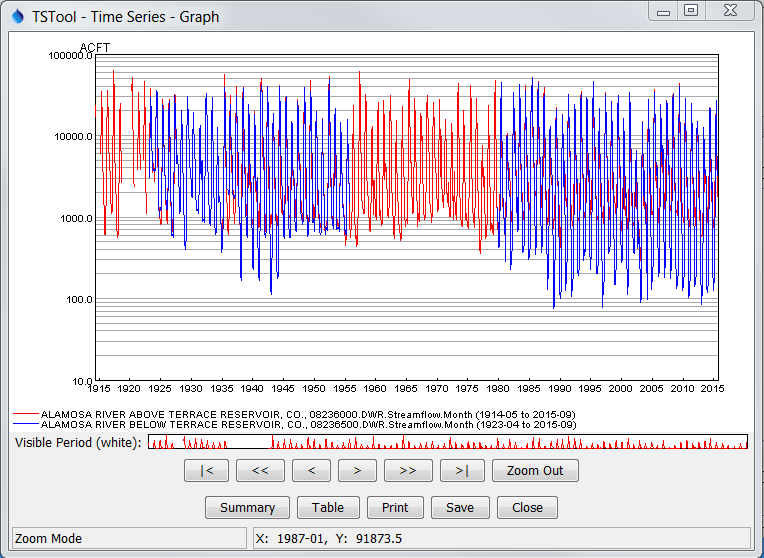 TSTool - Time Series - Graph
ACFT
100000.0
10000.0
1000.0
100.0
10.0
1915 1920 1925 1930 1935 1940 1945 1950 1955 1960 1965 1970 1975 1980 1985 1990 1995 2000 2005 2010 2015
ALAMOSA RIVER ABOVE TERRACE RESERVOIR, CO., 08236000.DWR.Streamflow.Month (1914-05 to 2015-09)
ALAMOSA RIVER BELOW TERRACE RESERVOIR, CO., 08236500.DWR.Streamflow.Month (1923-04 to 2015-09)
Visible Period (white):
|< << < > >> >| Zoom Out
Summary Table Print Save Close
Zoom Mode X: 1987-01, Y: 91873.5